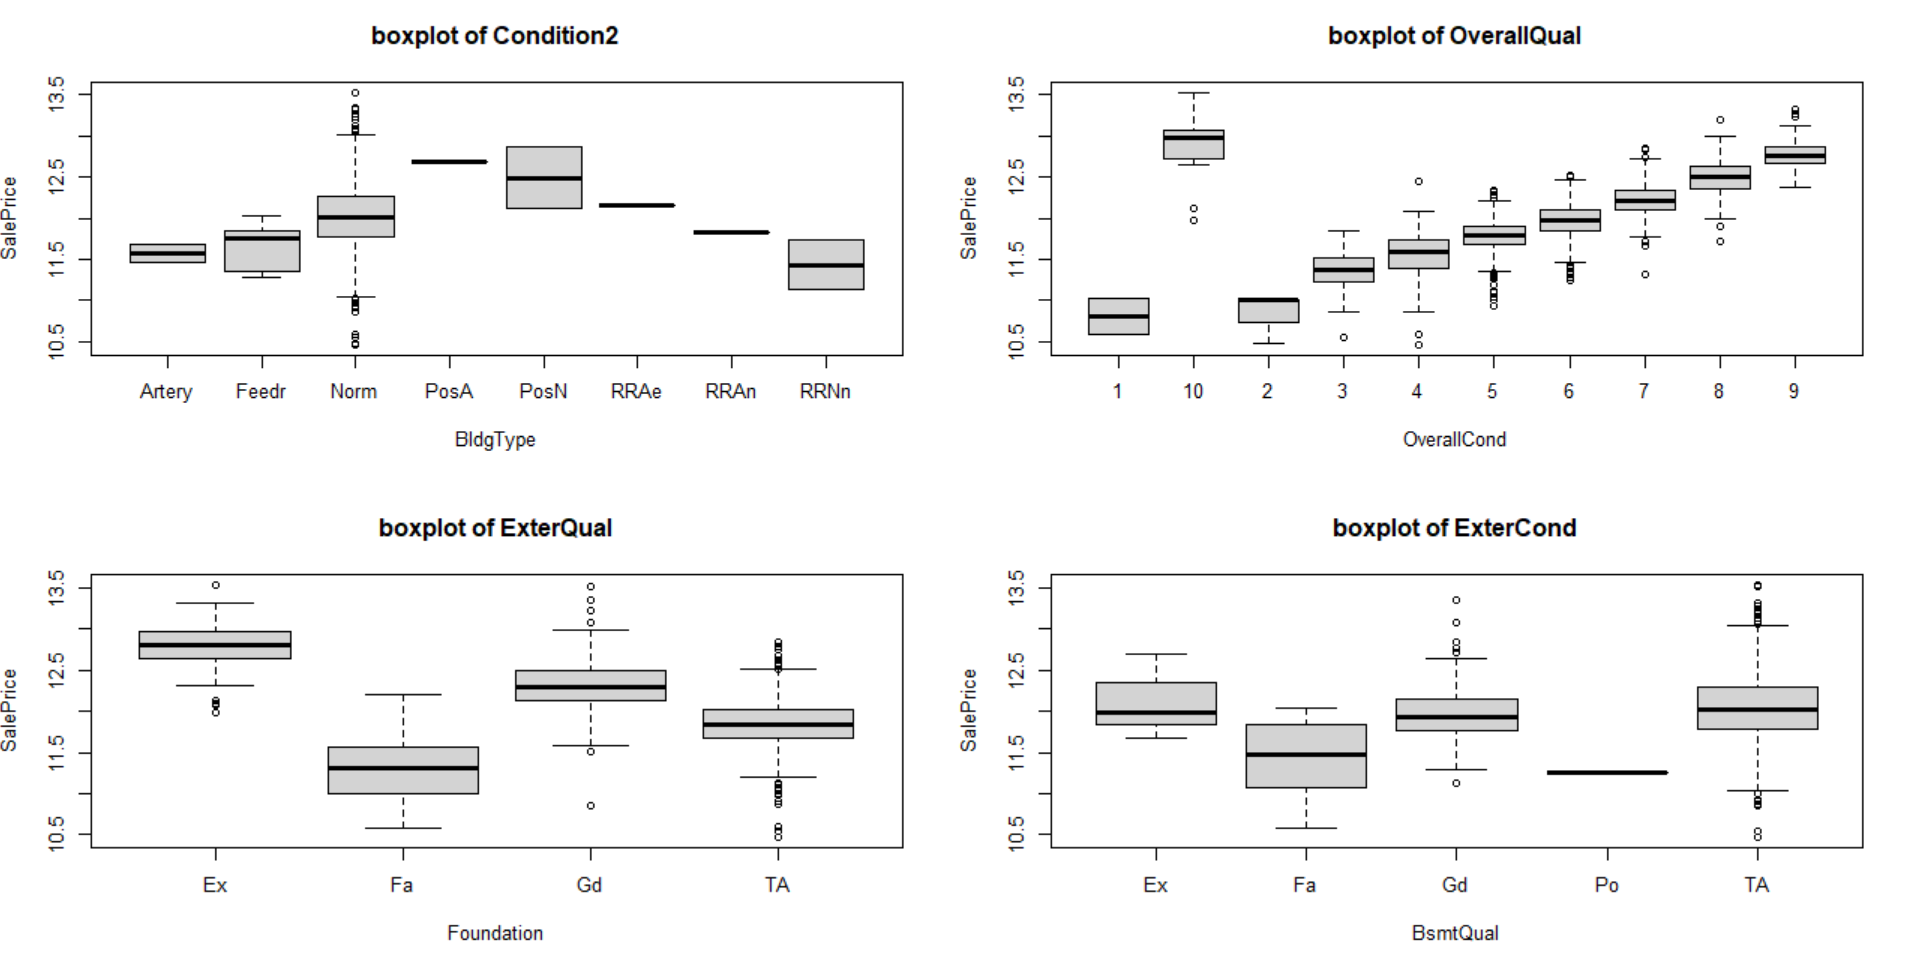 boxplot of Condition2
SalePrice
13.5
12.5
11.5
10.5
Artery Feedr Norm PosA PosN RRAe RRAn RRNn
BldgType
boxplot of OverallQual
SalePrice
13.5
12.5
11.5
10.5
1 10 2 3 4 5 6 7 8 9
OverallCond
boxplot of ExterQual
SalePrice
13.5
12.5
11.5
10.5
Ex Fa Gd TA
Foundation
boxplot of ExterCond
SalePrice
13.5
12.5
11.5
10.5
Ex Fa Gd Po TA
BsmtQual